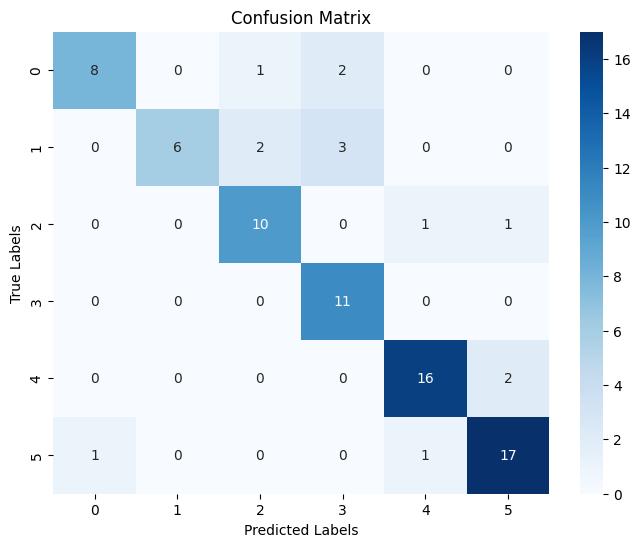 Confusion Matrix
True Labels
0 8 0 1 2 0 0
1 0 6 2 3 0 0
2 0 0 10 0 1 1
3 0 0 0 11 0 0
4 0 0 0 0 16 2
5 1 0 0 0 1 17
0 1 2 3 4 5
Predicted Labels
16
14
12
10
8
6
4
2
0